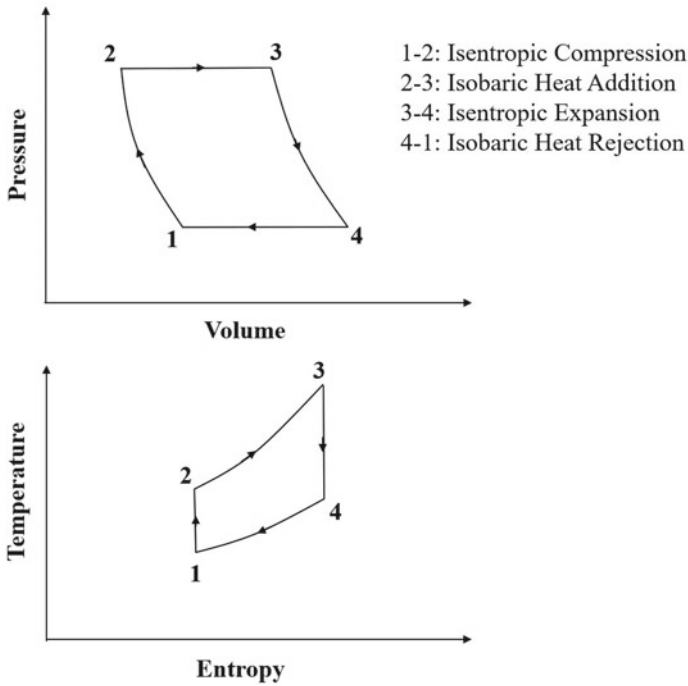 2
3
1-2: Isentropic Compression
2-3: Isobaric Heat Addition
3-4: Isentropic Expansion
4-1: Isobaric Heat Rejection
Pressure
1
4
Volume
3
Temperature
2
4
1
Entropy